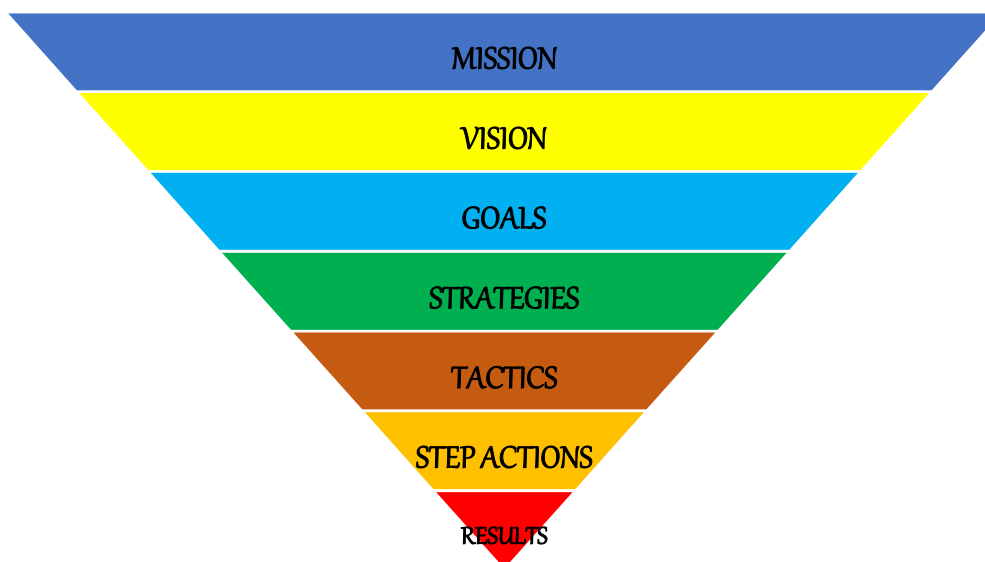 MISSION
VISION
GOALS
STRATEGIES
TACTICS
STEP ACTIONS
RESULTS